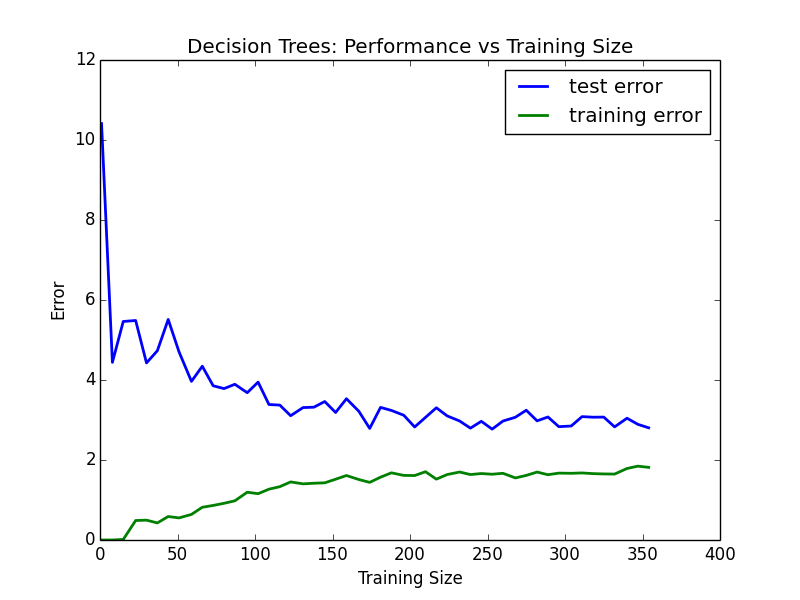 Decision Trees: Performance vs Training Size
12
10
8
6
4
2
0
Error
test error
training error
0 50 100 150 200 250 300 350 400
Training Size